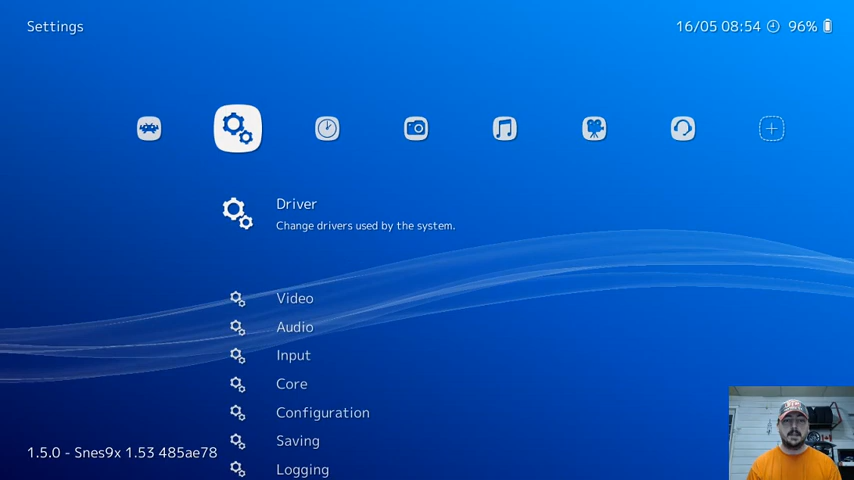 Settings
16/05 08:54 96%
Driver
Change drivers used by the system.
Video
Audio
Input
Core
Configuration
Saving
1.5.0 - Snes9x 1.53 485ae78
Logging